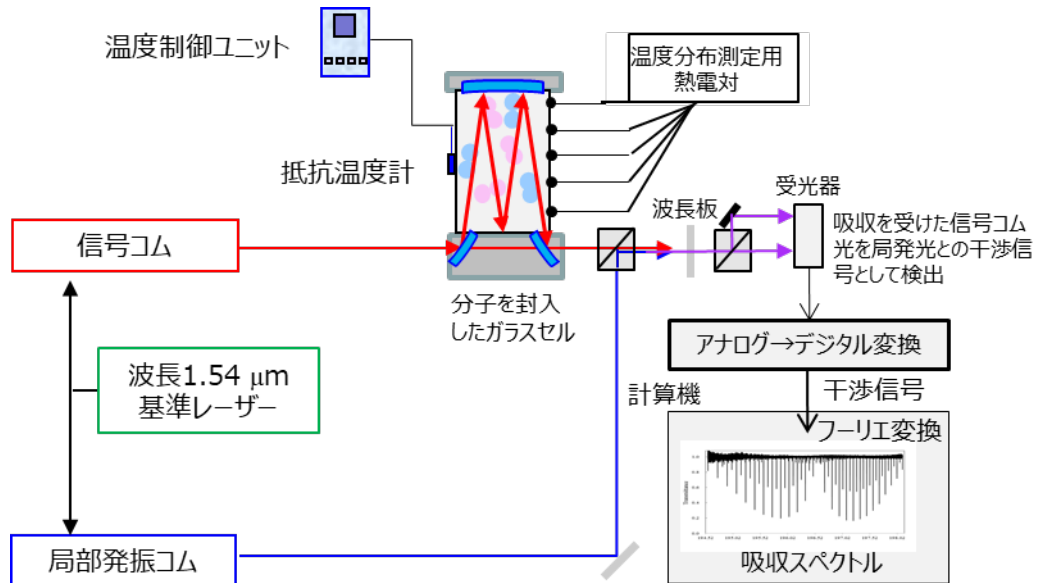 温度制御ユニット
温度分布測定用
熱電対
抵抗温度計
受光器
波長板
吸収を受けた信号コム
光を局発光との干渉信
号として検出
信号コム
分子を封入
したガラスセル
アナログ→デジタル変換
波長1.54 μm
基準レーザー
計算機
干渉信号
フーリエ変換
吸収スペクトル
局部発振コム